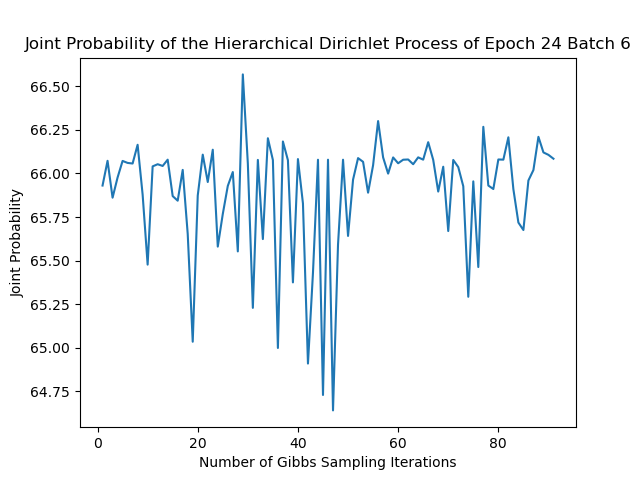 Joint Probability of the Hierarchical Dirichlet Process of Epoch 24 Batch 6
66.50
66.25
66.00
65.75
65.50
65.25
65.00
64.75
Joint Probability
0 20 40 60 80
Number of Gibbs Sampling Iterations